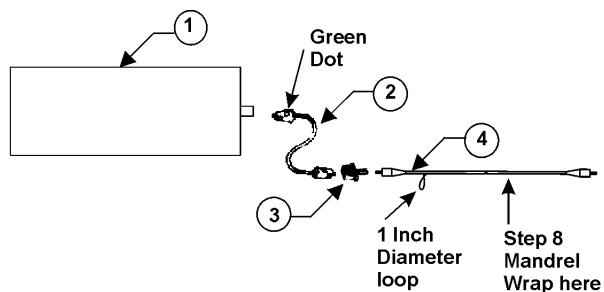 1
Green
Dot
2
4
3
1 Inch
Diameter
loop
Step 8
Mandrel
Wrap here